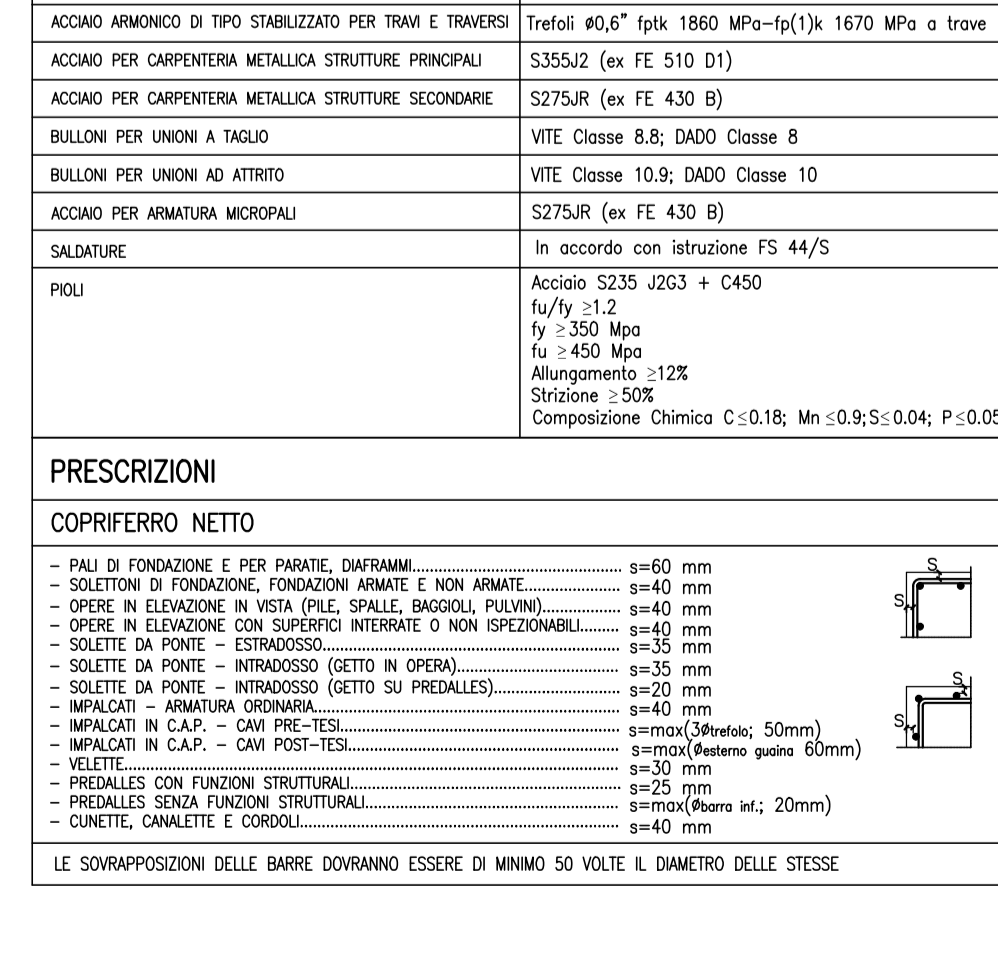 ACCIAIO ARMONICO DI TIPO STABILIZZATO PER TRAVI E TRAVERSI Trefoli ø0,6” fptk 1860 MPa–fp(1)k 1670 MPa a trave
ACCIAIO PER CARPENTERIA METALLICA STRUTTURE PRINCIPALI S355J2 (ex FE 510 D1)
ACCIAIO PER CARPENTERIA METALLICA STRUTTURE SECONDARIE S275JR (ex FE 430 B)
BULLONI PER UNIONI A TAGLIO VITE Classe 8.8; DADO Classe 8
BULLONI PER UNIONI AD ATTRITO VITE Classe 10.9; DADO Classe 10
ACCIAIO PER ARMATURA MICROPALI S275JR (ex FE 430 B)
SALDATURE In accordo con istruzione FS 44/S
PIOLI Acciaio S235 J2G3 + C450
fu/fy ≥1.2
fy ≥350 Mpa
fu ≥450 Mpa
Allungamento ≥12%
Strizione ≥50%
Composizione Chimica C≤0.18; Mn ≤0.9; S≤0.04; P≤0.05
PRESCRIZIONI
COPRIFERRO NETTO
– PALI DI FONDAZIONE E PER PARATIE, DIAFRAMMI.................... s=60 mm
– SOLETTONI DI FONDAZIONE, FONDAZIONI ARMATE E NON ARMATE.................... s=40 mm
– OPERE IN ELEVAZIONE IN VISTA (PILE, SPALLE, BAGGIOLI, PULVINI).................... s=40 mm
– OPERE IN ELEVAZIONE CON SUPERFICI INTERRATE O NON ISPEZIONABILI......... s=40 mm
– SOLETTE DA PONTE – ESTRADOSSO.................... s=35 mm
– SOLETTE DA PONTE – INTRADOSSO (GETTO IN OPERA).................... s=35 mm
– SOLETTE DA PONTE – INTRADOSSO (GETTO SU PREDALLES).................... s=20 mm
– IMPALCATI – ARMATURA ORDINARIA.................... s=40 mm
– IMPALCATI IN C.A.P. – CAVI PRE–TESI.................... s=max(3øtrefolo; 50mm)
– IMPALCATI IN C.A.P. – CAVI POST–TESI.................... s=max(øesterno guaina 60mm)
– VELETTE.................... s=30 mm
– PREDALLES CON FUNZIONI STRUTTURALI.................... s=25 mm
– PREDALLES SENZA FUNZIONI STRUTTURALI.................... s=max(øbarra inf.; 20mm)
– CUNETTE, CANALETTE E CORDOLI.................... s=40 mm
S
S
S
S
LE SOVRAPPOSIZIONI DELLE BARRE DOVRANNO ESSERE DI MINIMO 50 VOLTE IL DIAMETRO DELLE STESSE